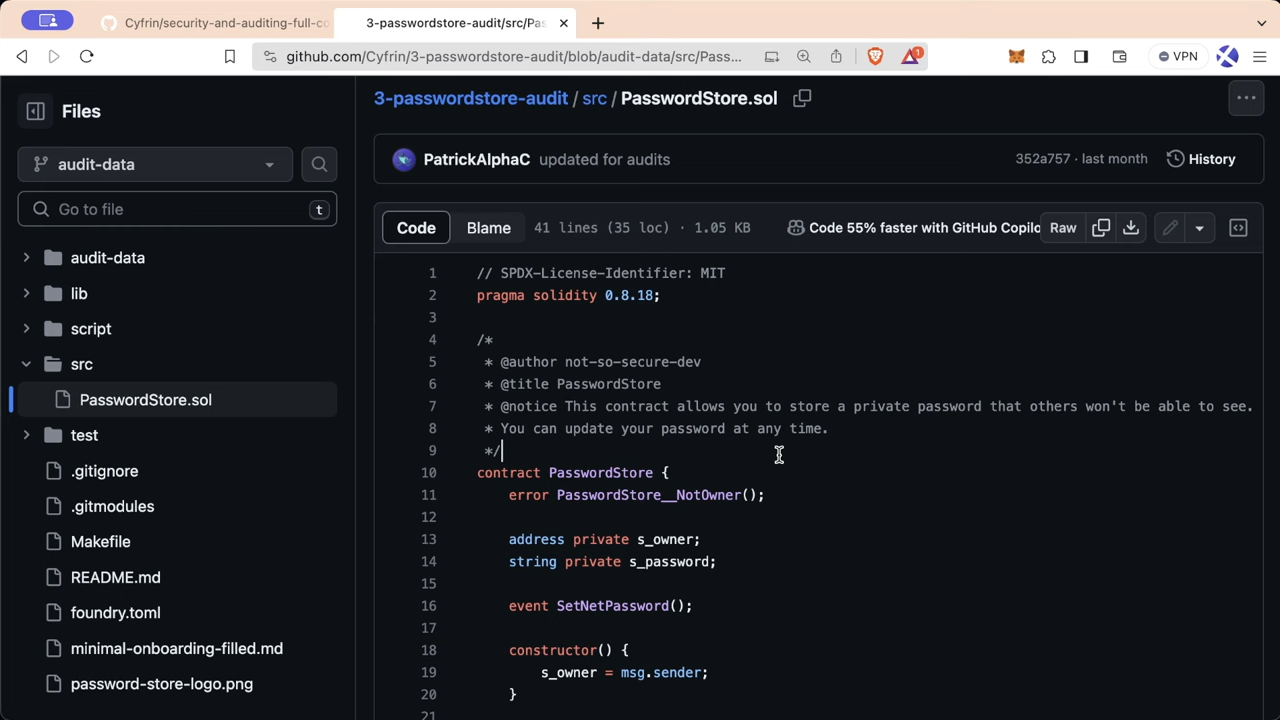 Cyfrin/security-and-auditing-full-co
3-passwordstore-audit/src/Pas
github.com/Cyfrin/3-passwordstore-audit/blob/audit-data/src/Pass...
1
VPN
Files
audit-data
Go to file
t
audit-data
lib
script
src
PasswordStore.sol
test
.gitignore
.gitmodules
Makefile
README.md
foundry.toml
minimal-onboarding-filled.md
password-store-logo.png
3-passwordstore-audit / src / PasswordStore.sol
PatrickAlphaC updated for audits
352a757 · last month
History
Code
Blame
41 lines (35 loc) · 1.05 KB
Code 55% faster with GitHub Copilo
Raw
1 // SPDX-License-Identifier: MIT
2 pragma solidity 0.8.18;
3
4 /*
5 * @author not-so-secure-dev
6 * @title PasswordStore
7 * @notice This contract allows you to store a private password that others won't be able to see.
8 * You can update your password at any time.
9 */
10 contract PasswordStore {
11 error PasswordStore__NotOwner();
12
13 address private s_owner;
14 string private s_password;
15
16 event SetNetPassword();
17
18 constructor() {
19 s_owner = msg.sender;
20 }
21